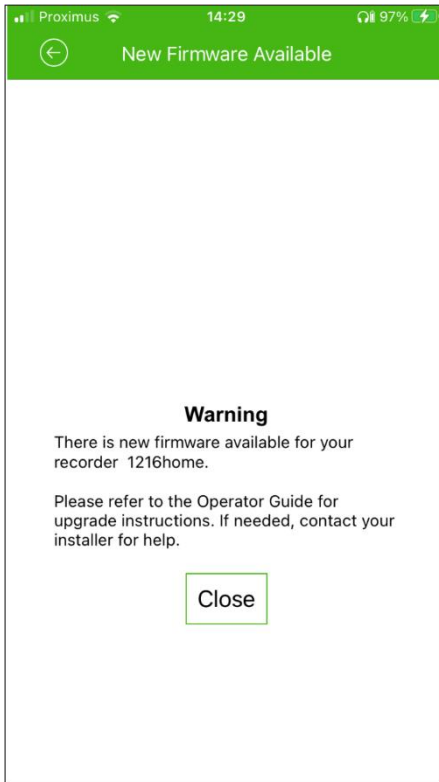 Proximus 14:29 97%
New Firmware Available
Warning
There is new firmware available for your
recorder 1216home.
Please refer to the Operator Guide for
upgrade instructions. If needed, contact your
installer for help.
Close